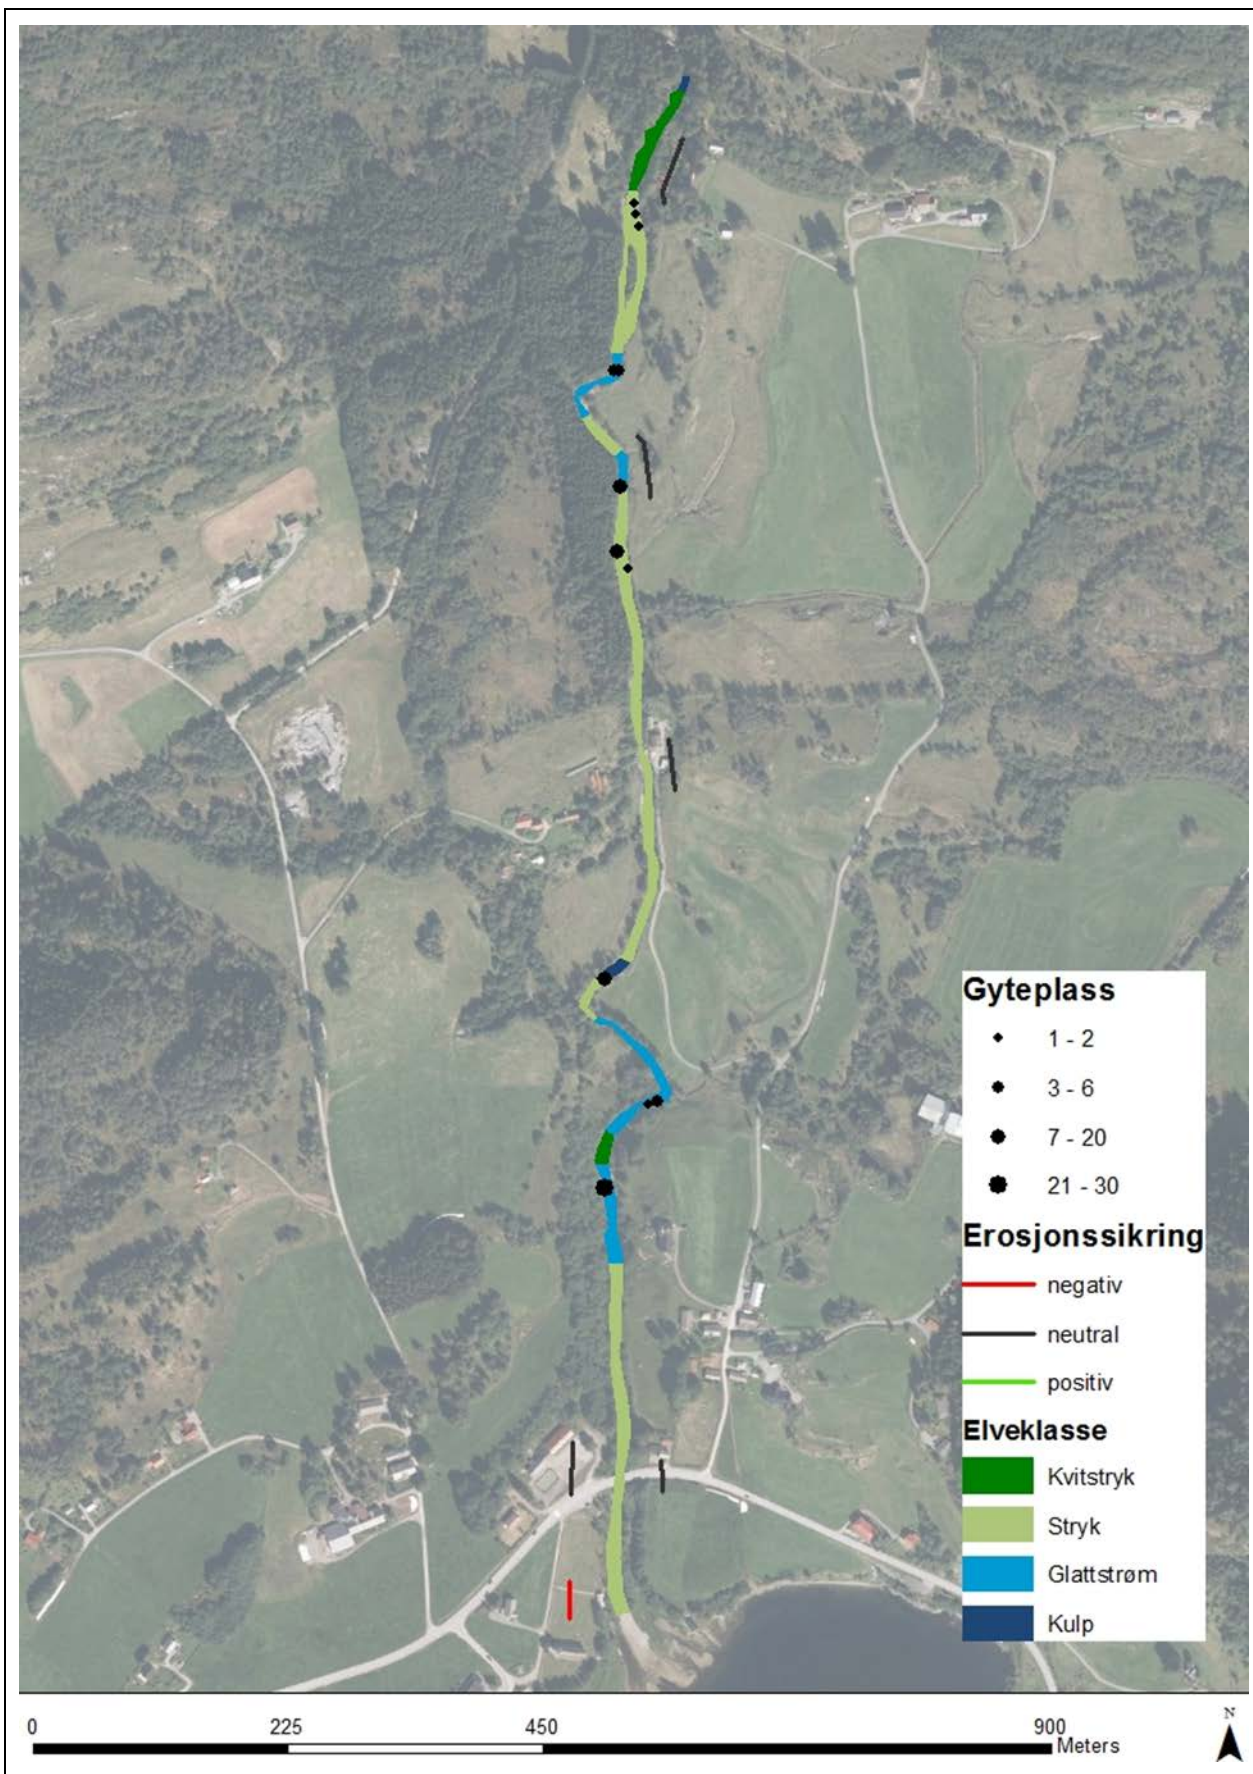 Gyteplass
1 - 2
3 - 6
7 - 20
21 - 30
Erosjonssikring
negativ
neutral
positiv
Elveklasse
Kvitstryk
Stryk
Glattstrøm
Kulp
0 225 450 900
Meters
N